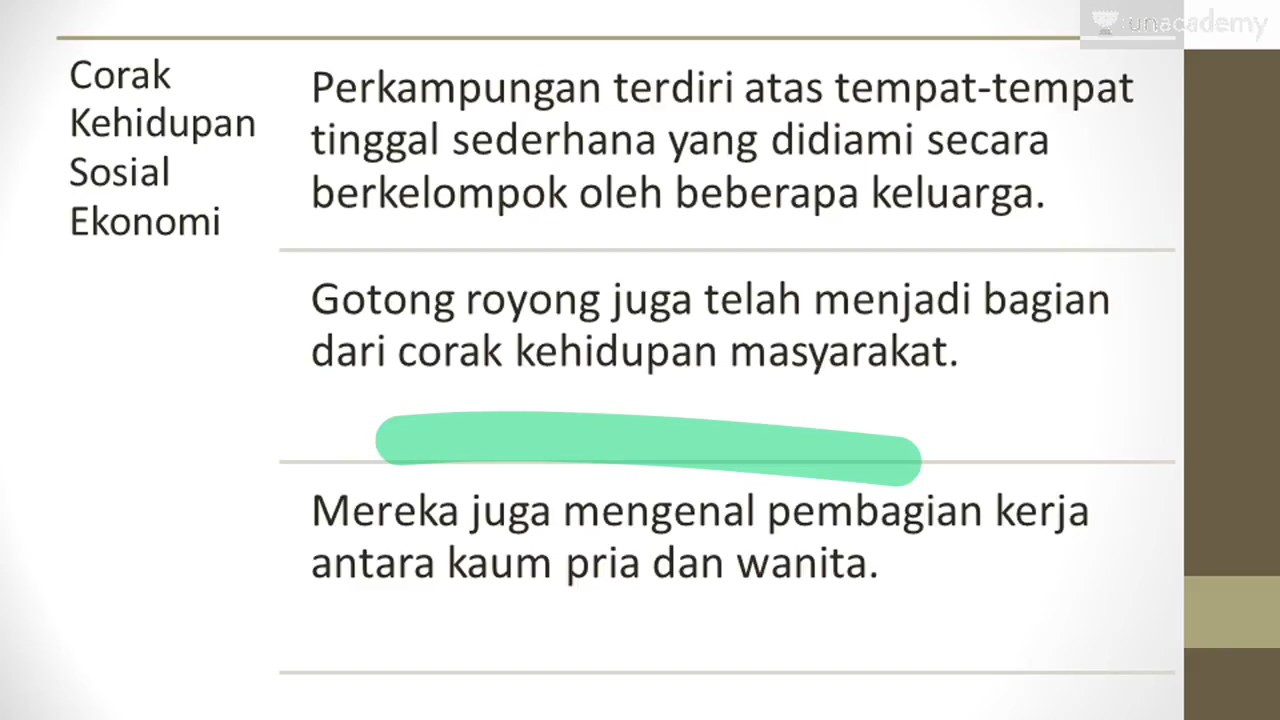 unacademy
Corak
Kehidupan
Sosial
Ekonomi
Perkampungan terdiri atas tempat-tempat
tinggal sederhana yang didiami secara
berkelompok oleh beberapa keluarga.
Gotong royong juga telah menjadi bagian
dari corak kehidupan masyarakat.
Mereka juga mengenal pembagian kerja
antara kaum pria dan wanita.